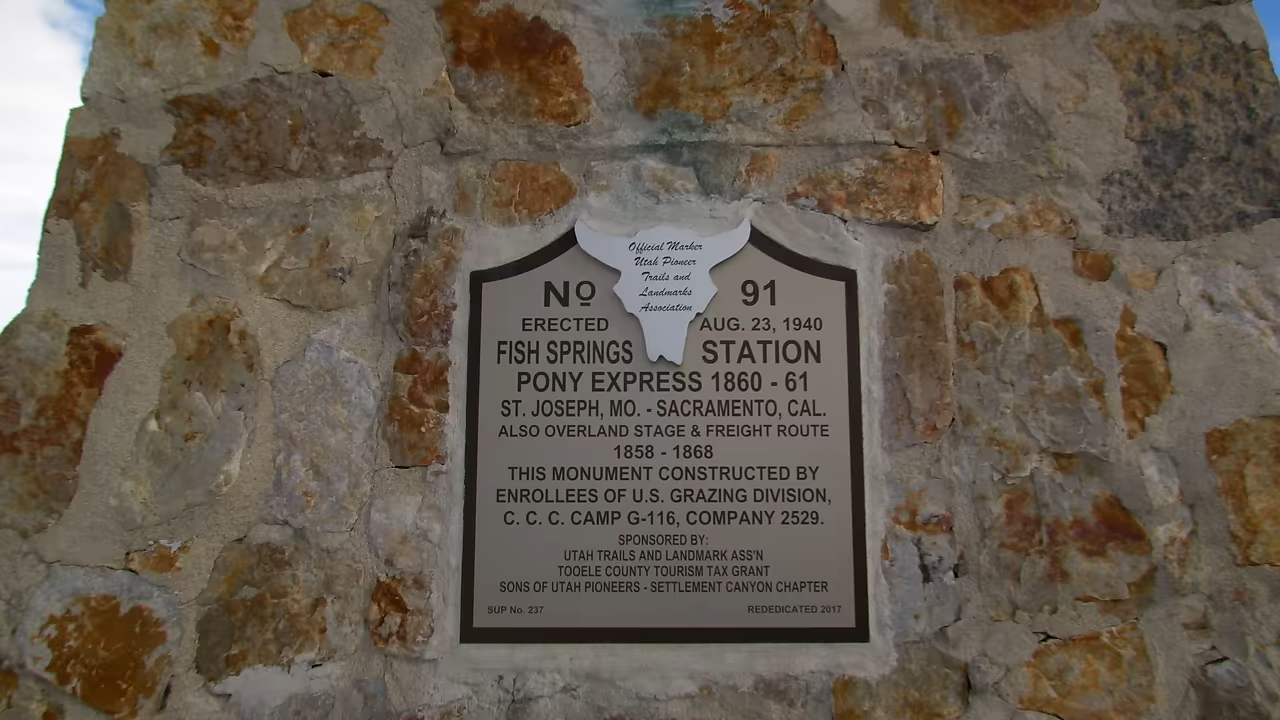 Official Marker
Utah Pioneer
Trails and
Landmarks
Association
Nº 91
ERECTED AUG. 23, 1940
FISH SPRINGS STATION
PONY EXPRESS 1860 - 61
ST. JOSEPH, MO. - SACRAMENTO, CAL.
ALSO OVERLAND STAGE & FREIGHT ROUTE
1858 - 1868
THIS MONUMENT CONSTRUCTED BY
ENROLLEES OF U.S. GRAZING DIVISION,
C. C. C. CAMP G-116, COMPANY 2529.
SPONSORED BY:
UTAH TRAILS AND LANDMARK ASS'N
TOOELE COUNTY TOURISM TAX GRANT
SONS OF UTAH PIONEERS - SETTLEMENT CANYON CHAPTER
SUP No. 237 REDEDICATED 2017